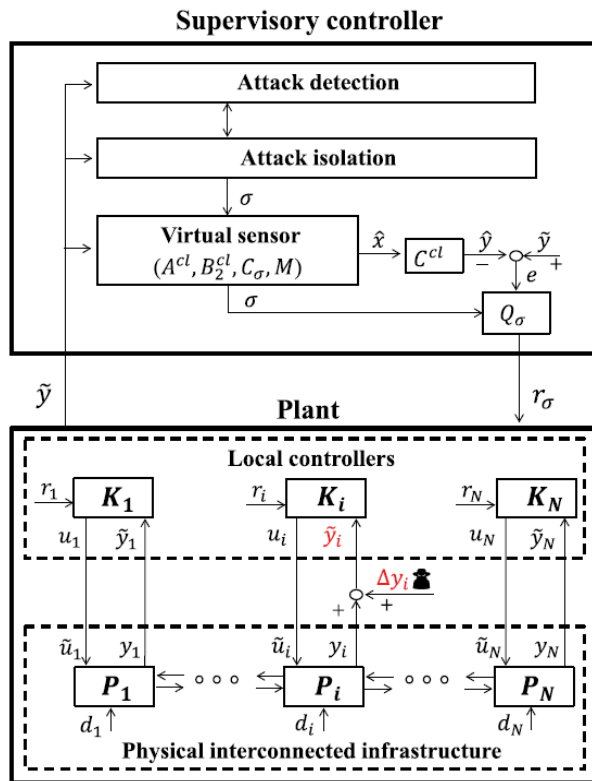 Supervisory controller
Attack detection
Attack isolation
σ
Virtual sensor
(A^{cl}, B_2^{cl}, C_σ, M)
x̂
C^{cl}
ŷ
−
ỹ
+
e
σ
Q_σ
ỹ
r_σ
Plant
Local controllers
r_1
K_1
r_i
K_i
r_N
K_N
u_1
ỹ_1
u_i
ỹ_i
u_N
ỹ_N
Δy_i
+
+
ũ_1
y_1
ũ_i
y_i
ũ_N
y_N
P_1
P_i
P_N
d_1
d_i
d_N
Physical interconnected infrastructure